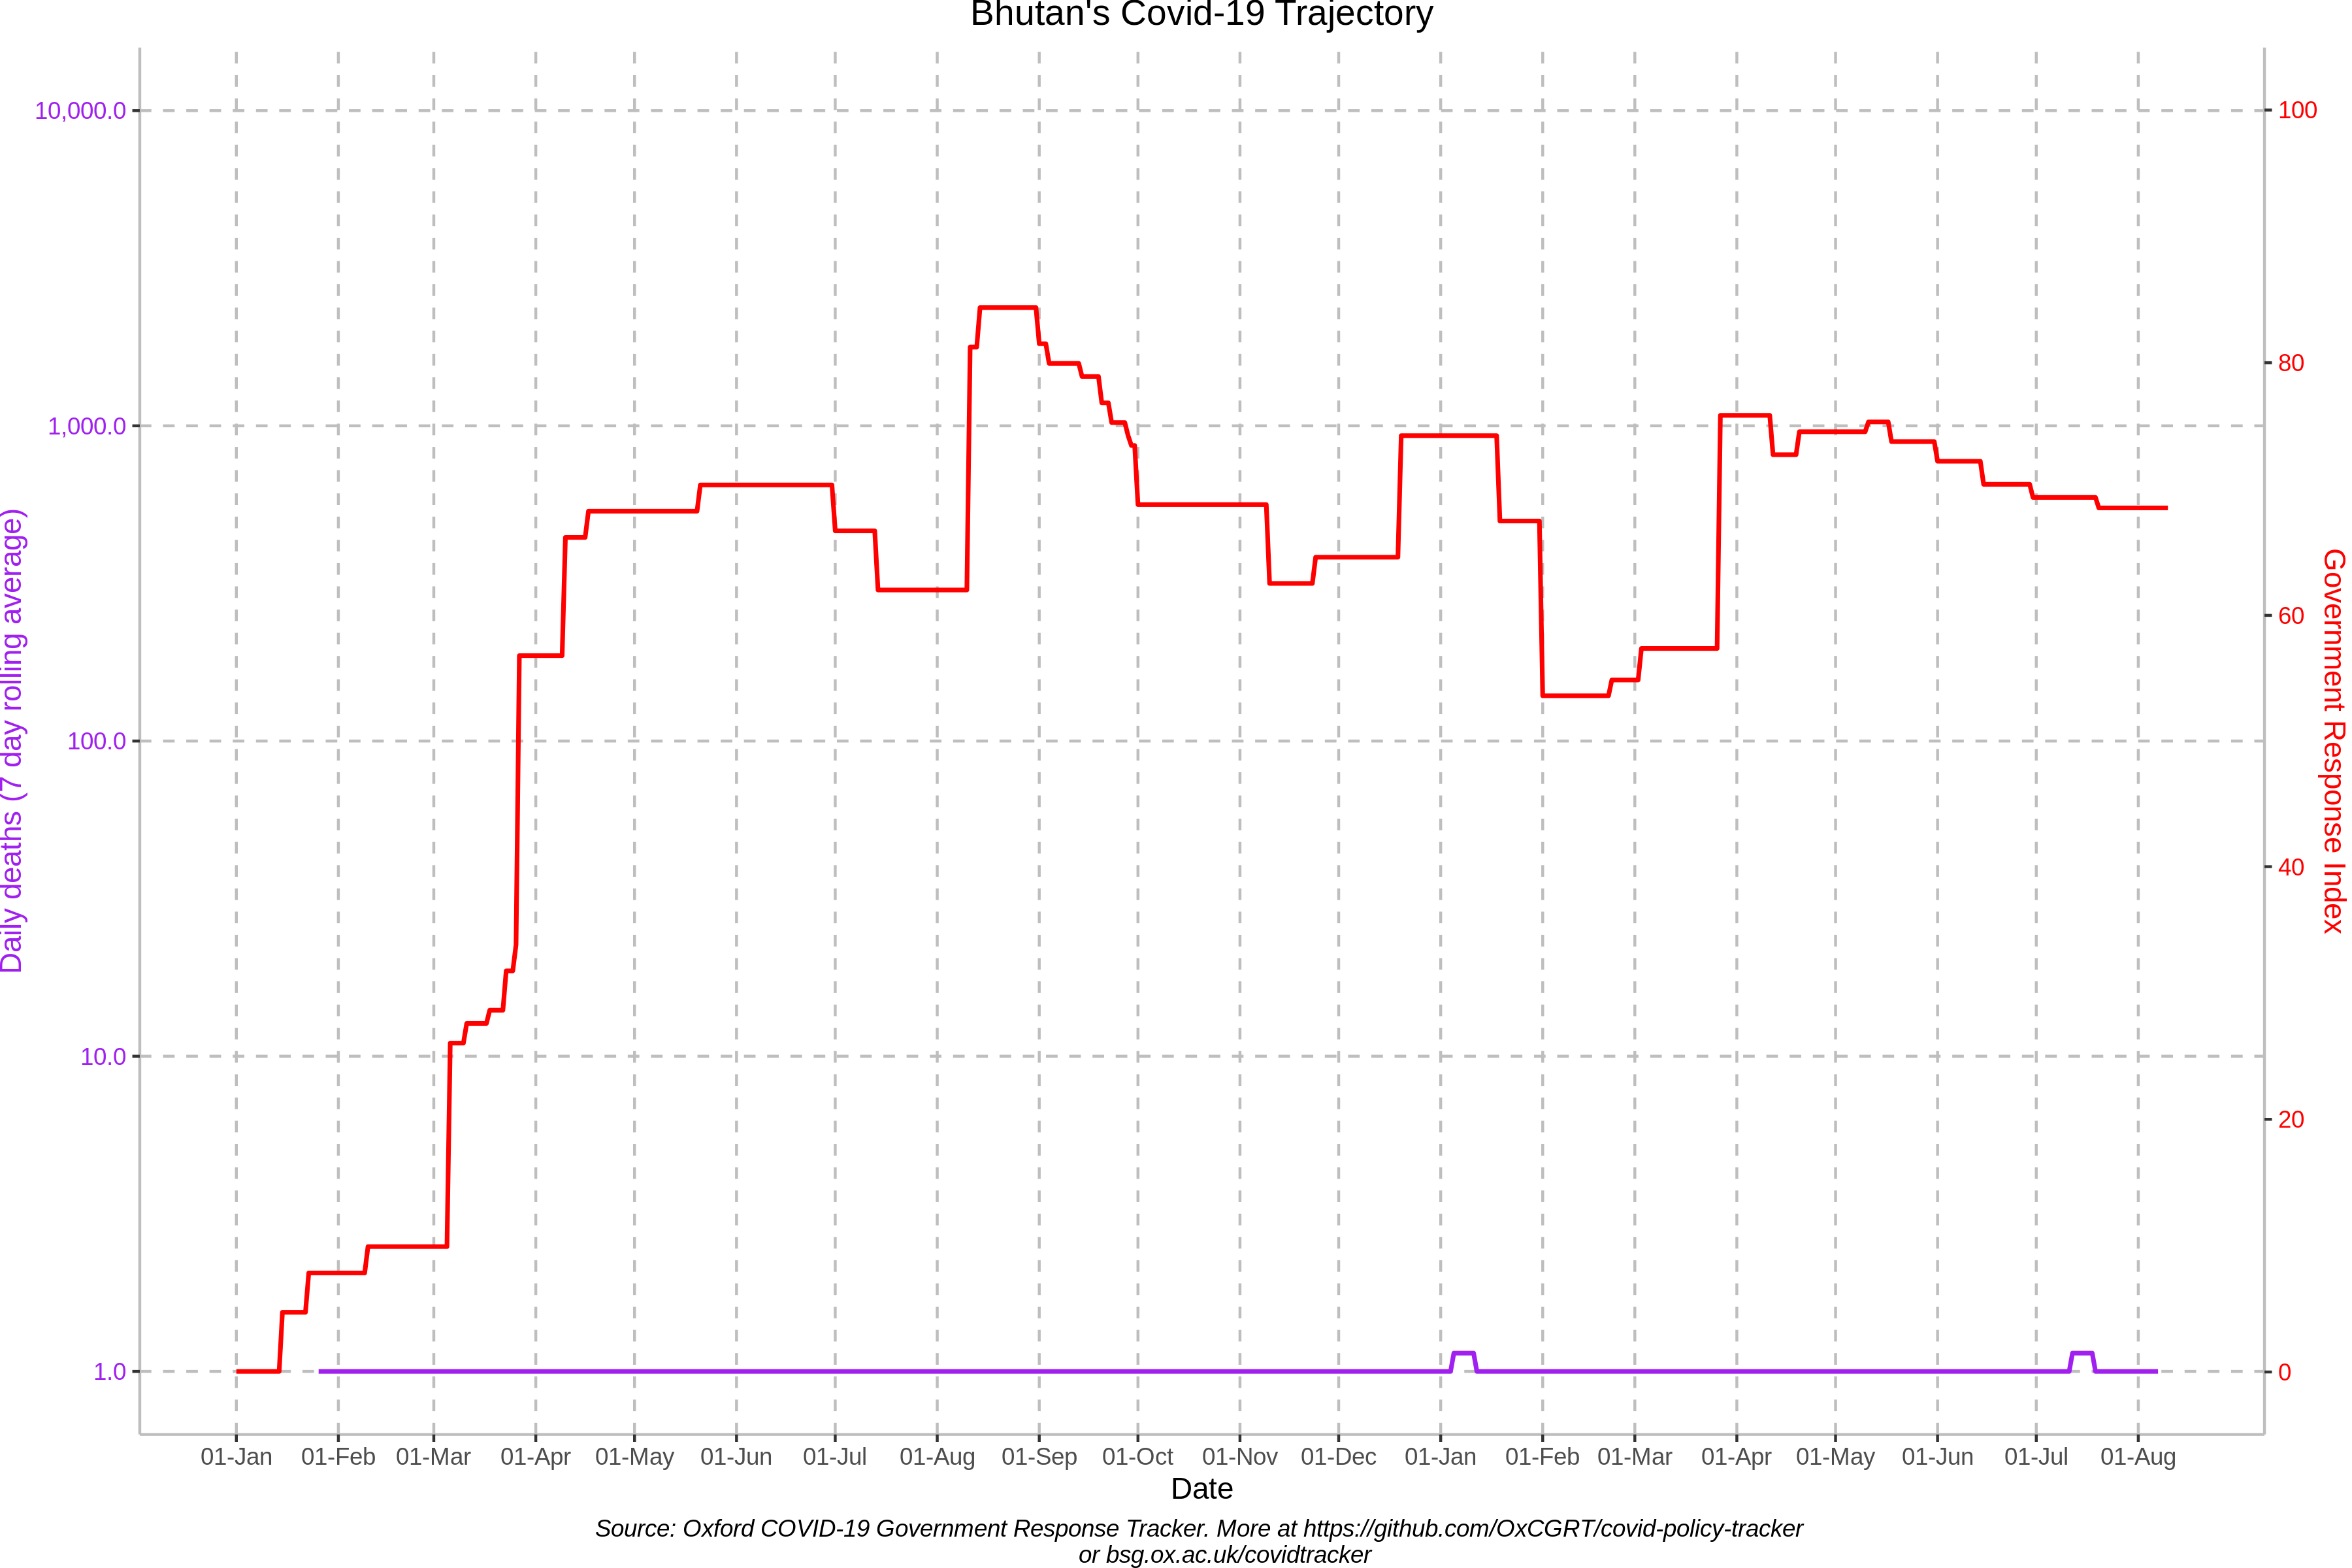 Bhutan's Covid-19 Trajectory
10,000.0
1,000.0
100.0
10.0
1.0
Daily deaths (7 day rolling average)
100
80
60
40
20
0
Government Response Index
01-Jan 01-Feb 01-Mar 01-Apr 01-May 01-Jun 01-Jul 01-Aug 01-Sep 01-Oct 01-Nov 01-Dec 01-Jan 01-Feb 01-Mar 01-Apr 01-May 01-Jun 01-Jul 01-Aug
Date
Source: Oxford COVID-19 Government Response Tracker. More at https://github.com/OxCGRT/covid-policy-tracker
or bsg.ox.ac.uk/covidtracker